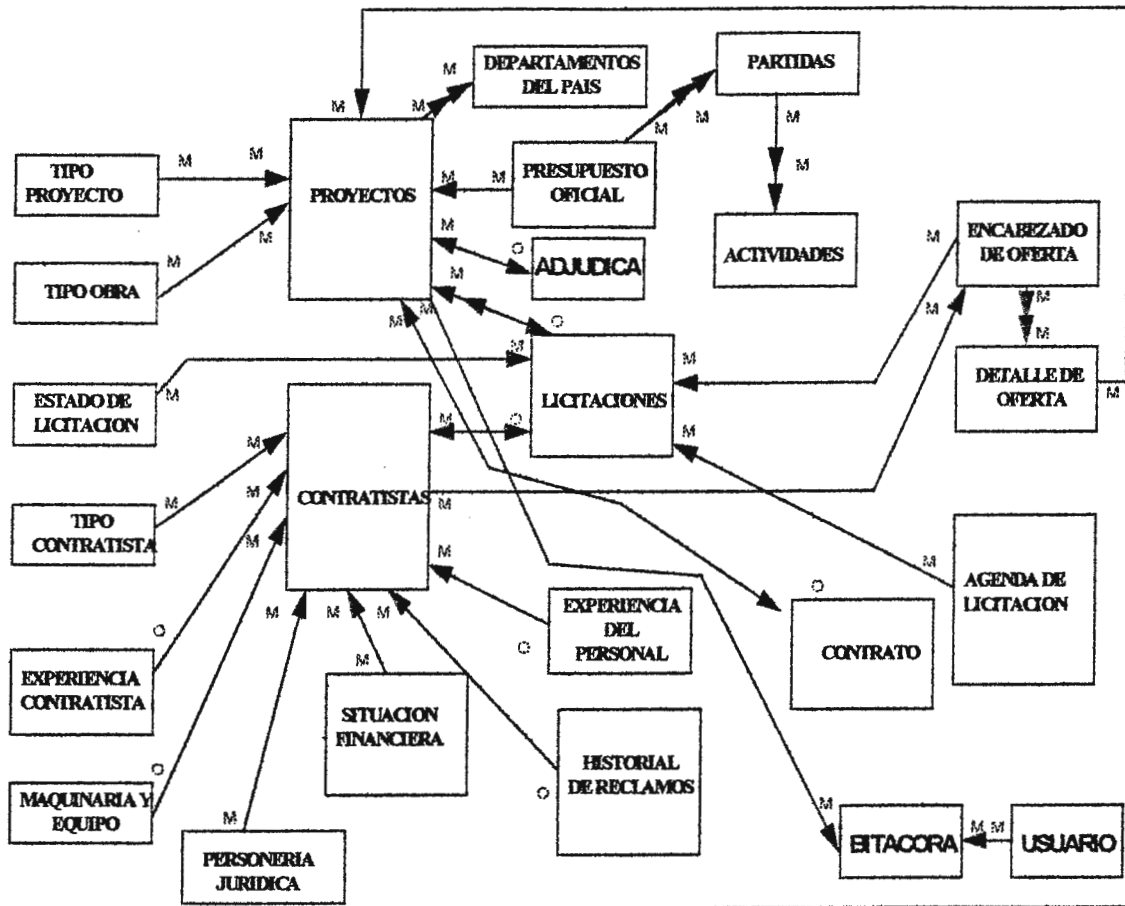 DEPARTAMENTOS
DEL PAIS
PARTIDAS
M
M
M
M
M
M
TIPO
PROYECTO
M
M
PROYECTOS
M
M
PRESUPUESTO
OFICIAL
M
M
ACTIVIDADES
ENCABEZADO
DE OFERTA
M
M
TIPO OBRA
M
M
M
O
ADJUDICA
M
O
M
M
M
M
M
M
ESTADO DE
LICITACION
M
M
LICITACIONES
M
DETALLE DE
OFERTA
M
M
O
M
TIPO
CONTRATISTA
M
M
CONTRATISTAS
M
M
M
M
M
AGENDA DE
LICITACION
EXPERIENCIA
CONTRATISTA
O
M
M
M
EXPERIENCIA
DEL
PERSONAL
O
O
CONTRATO
M
SITUACION
FINANCIERA
HISTORIAL
DE RECLAMOS
O
MAQUINARIA Y
EQUIPO
O
M
PERSONERIA
JURIDICA
M
BITACORA
M
M
USUARIO